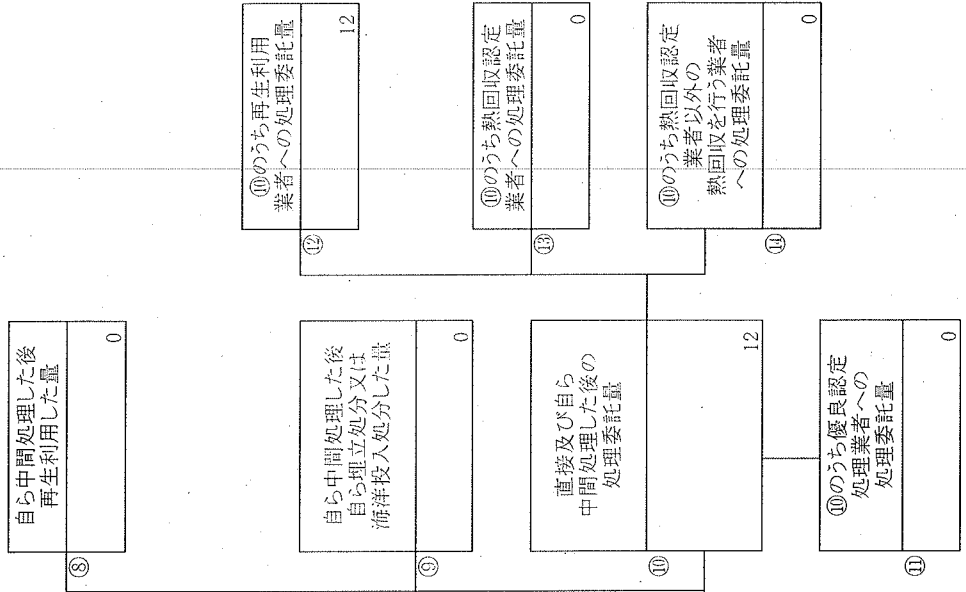 ⑧
自ら中間処理した後
再生利用した量
0
⑨
自ら中間処理した後
自ら埋立処分又は
海洋投入処分した量
0
⑩
直接及び自ら
中間処理した後の
処理委託量
12
⑪
⑩のうち優良認定
処理業者への
処理委託量
0
⑫
⑩のうち再生利用
業者への処理委託量
12
⑬
⑩のうち熱回収認定
業者への処理委託量
0
⑭
⑩のうち熱回収認定
業者以外の
熱回収を行う業者
への処理委託量
0